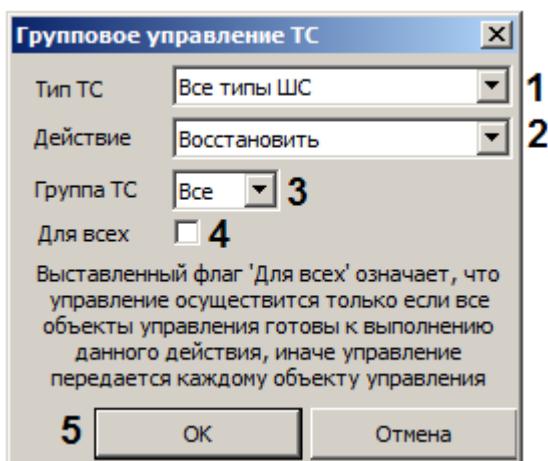 Групповое управление ТС
Тип ТС Все типы ШС 1
Действие Восстановить 2
Группа ТС Все 3
Для всех 4
Выставленный флаг 'Для всех' означает, что
управление осуществится только если все
объекты управления готовы к выполнению
данного действия, иначе управление
передается каждому объекту управления
5 OK Отмена